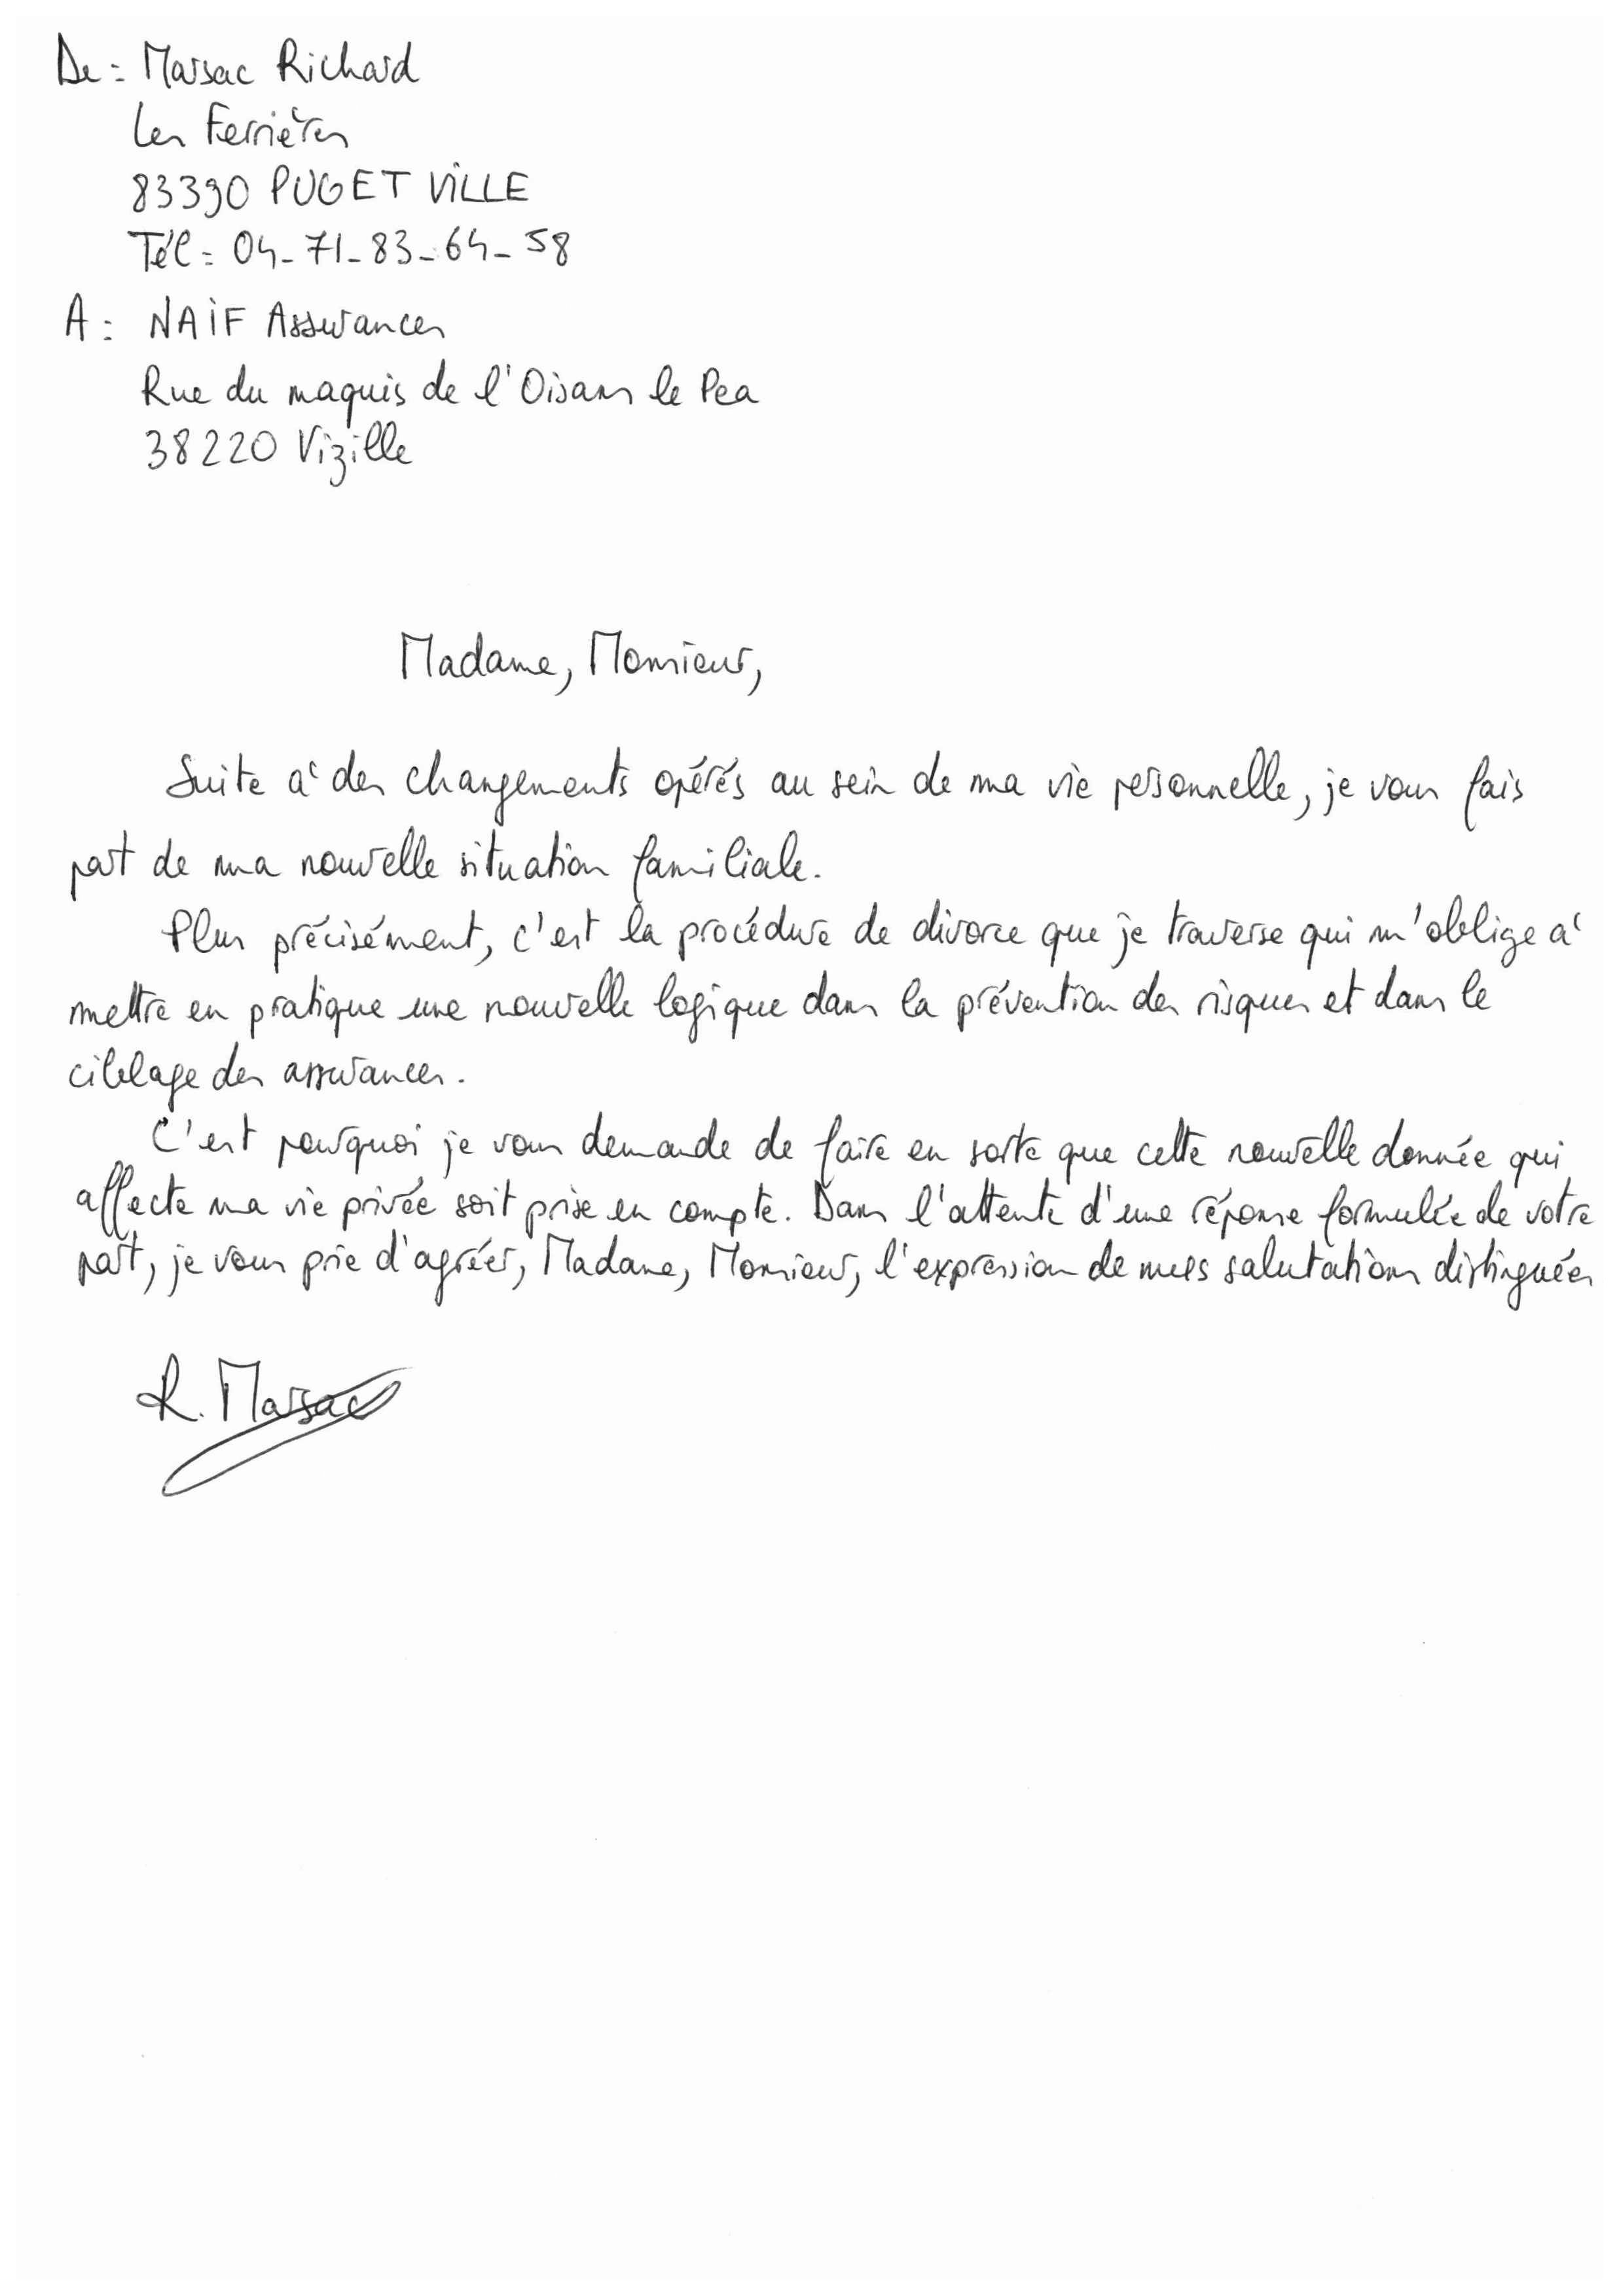 De : Marsac Richard
Les Ferrières
83390 PUGET VILLE
Tél : 04-71-83-64-58
A : NAIF Assurances
Rue du maquis de l'Oisans le Pea
38220 Vizille
Madame, Monsieur,
Suite à des changements opérés au sein de ma vie personnelle, je vous fais
part de ma nouvelle situation familiale.
Plus précisément, c'est la procédure de divorce que je traverse qui m'oblige à
mettre en pratique une nouvelle logique dans la prévention des risques et dans le
ciblage des assurances.
C'est pourquoi je vous demande de faire en sorte que cette nouvelle donnée qui
affecte ma vie privée soit prise en compte. Dans l'attente d'une réponse formulée de votre
part, je vous prie d'agréer, Madame, Monsieur, l'expression de mes salutations distinguées
R. Marsac